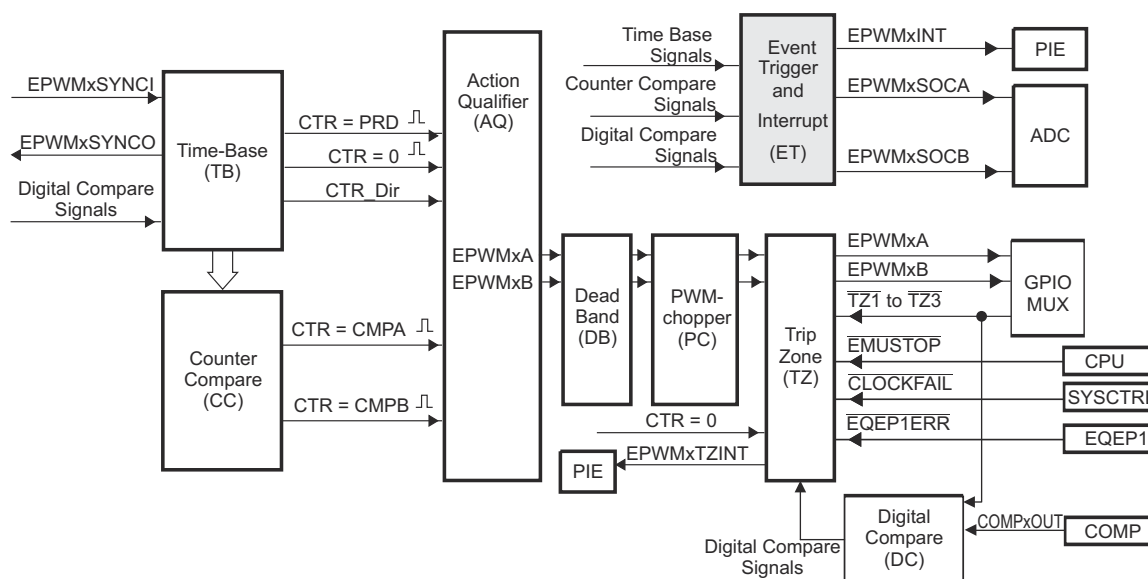 EPWMxSYNCI
EPWMxSYNCO
Digital Compare
Signals
Time-Base
(TB)
CTR = PRD
CTR = 0
CTR_Dir
Counter
Compare
(CC)
CTR = CMPA
CTR = CMPB
Action
Qualifier
(AQ)
EPWMxA
EPWMxB
Dead
Band
(DB)
PWM-
chopper
(PC)
CTR = 0
EPWMxTZINT
PIE
Time Base
Signals
Counter Compare
Signals
Digital Compare
Signals
Event
Trigger
and
Interrupt
(ET)
EPWMxINT
EPWMxSOCA
EPWMxSOCB
PIE
ADC
Trip
Zone
(TZ)
EPWMxA
EPWMxB
TZ1 to TZ3
EMUSTOP
CLOCKFAIL
EQEP1ERR
GPIO
MUX
CPU
SYSCTRL
EQEP1
Digital Compare
Signals
Digital
Compare
(DC)
COMPxOUT
COMP